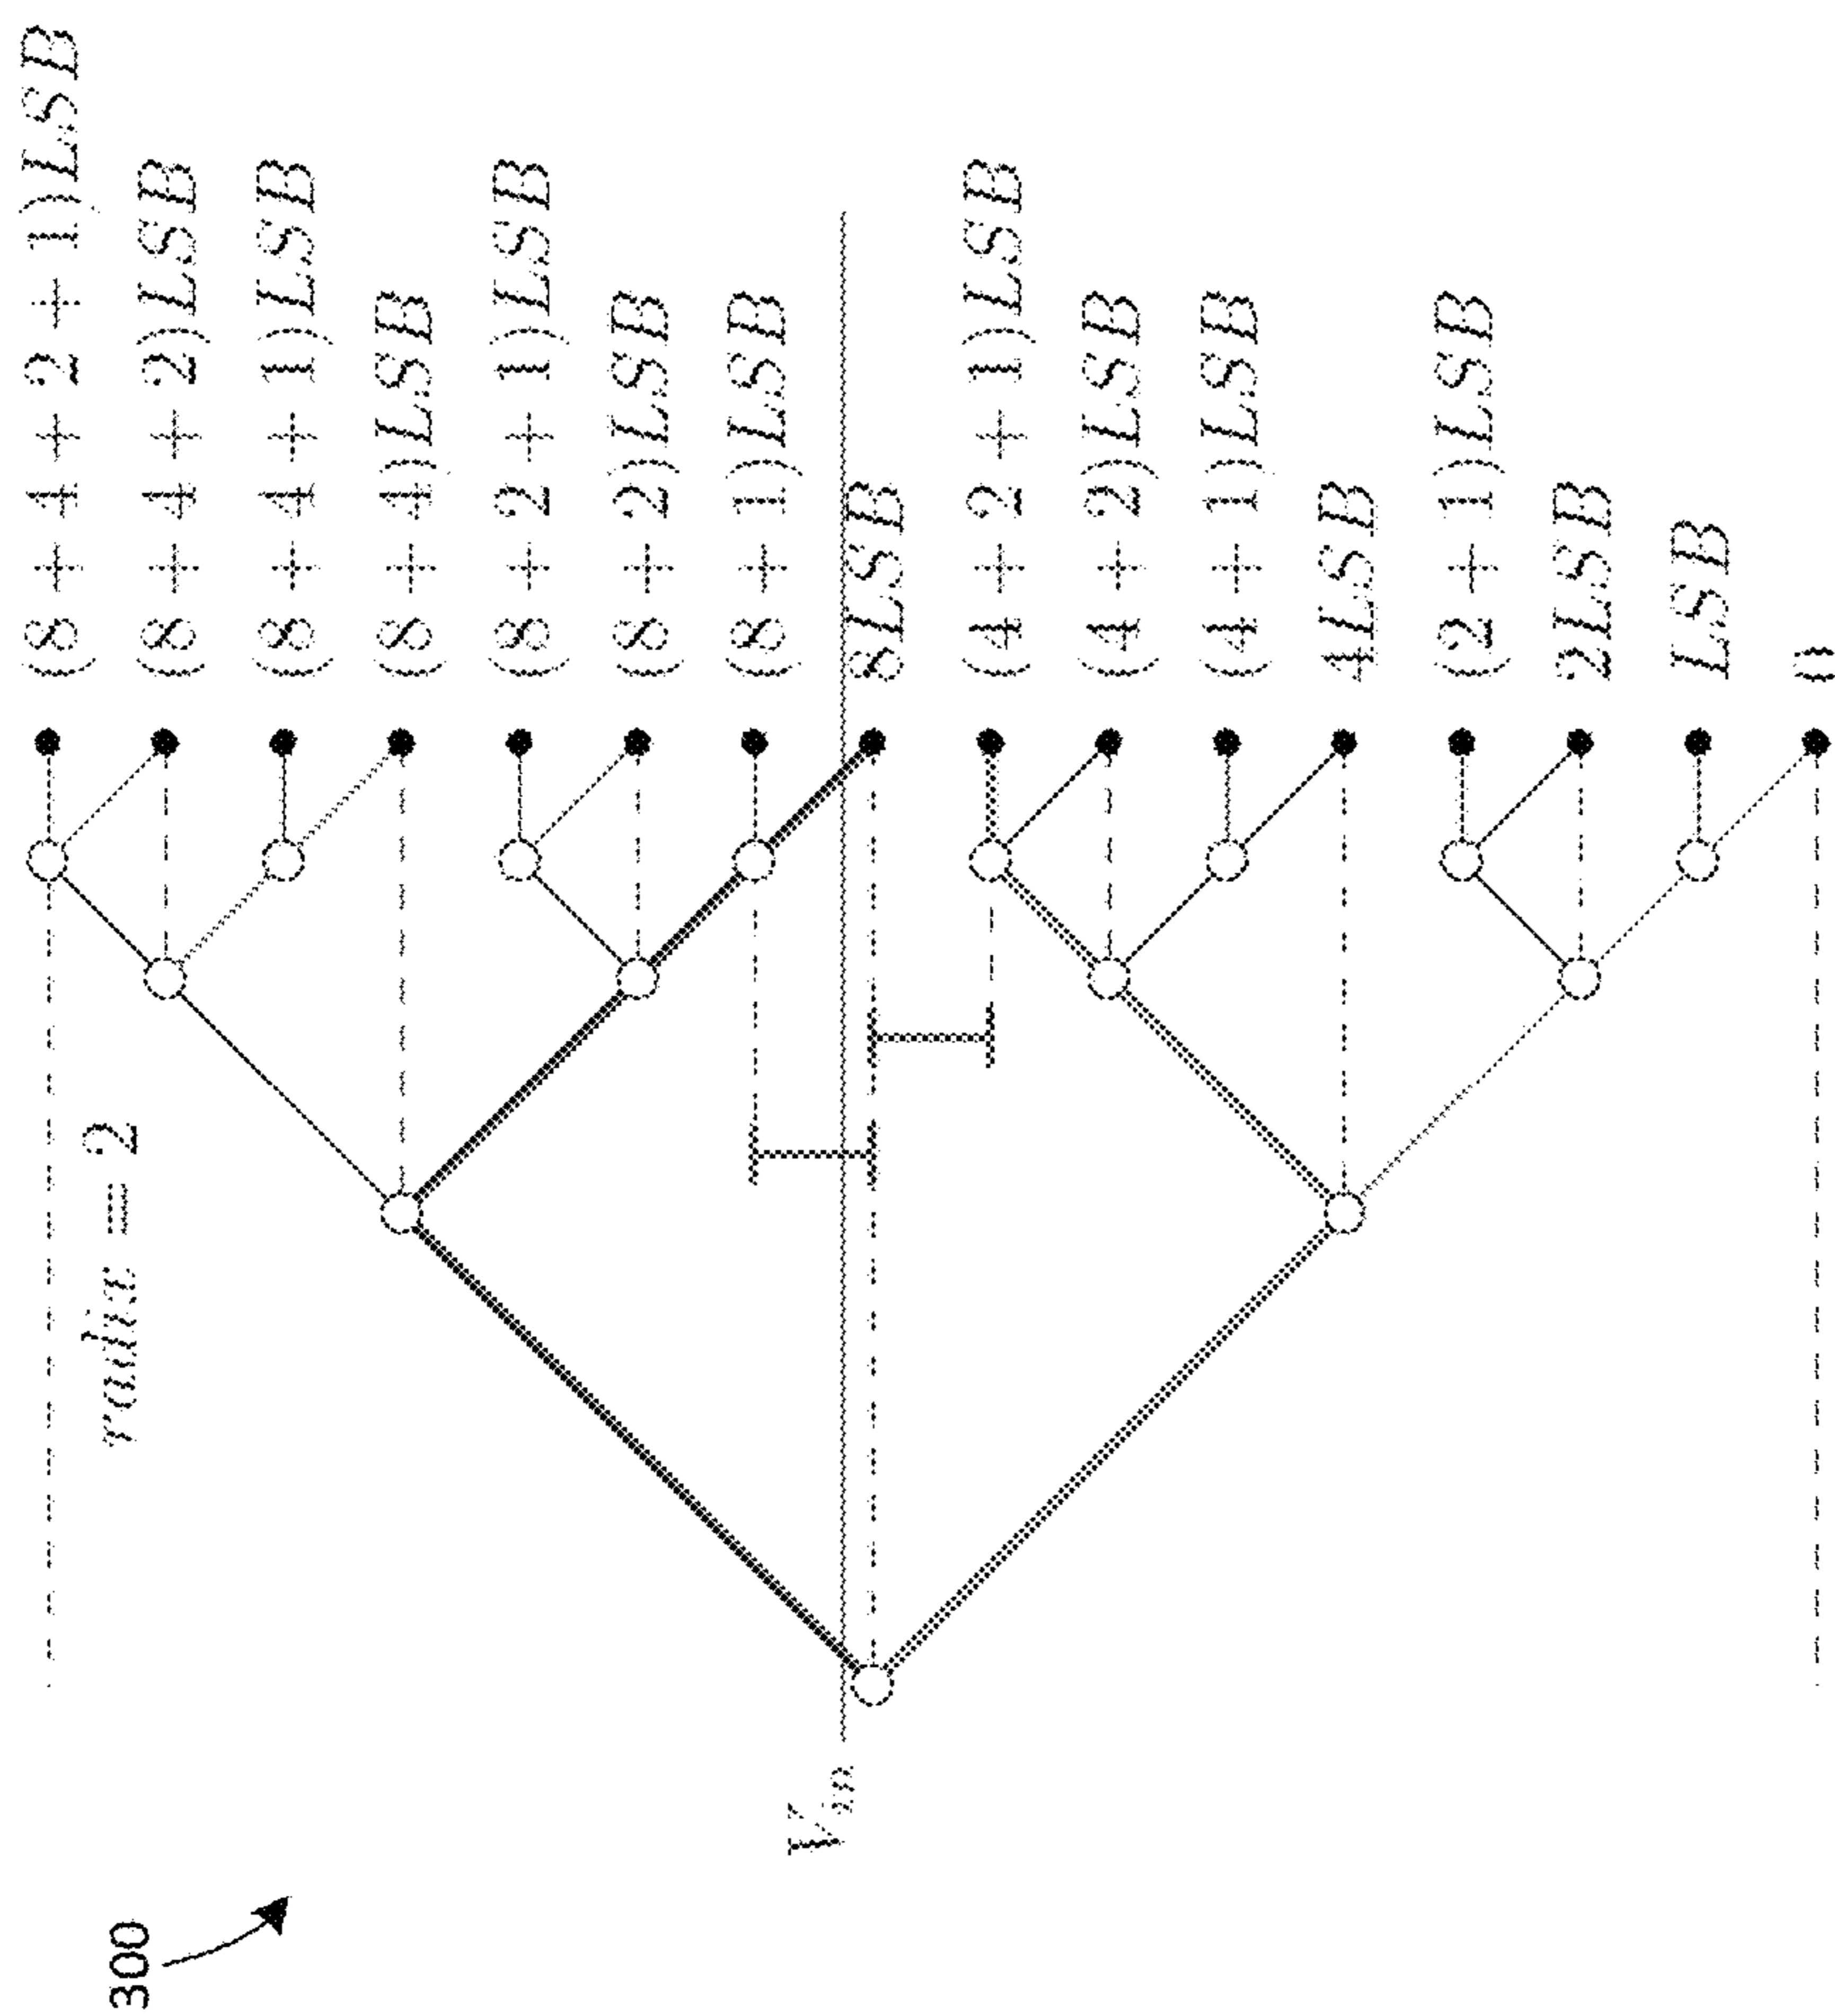 300
V_in
radix = 2
(8 + 4 + 2 + 1)LSB
(8 + 4 + 2)LSB
(8 + 4 + 1)LSB
(8 + 4)LSB
(8 + 2 + 1)LSB
(8 + 2)LSB
(8 + 1)LSB
8LSB
(4 + 2 + 1)LSB
(4 + 2)LSB
(4 + 1)LSB
4LSB
(2 + 1)LSB
2LSB
LSB
0